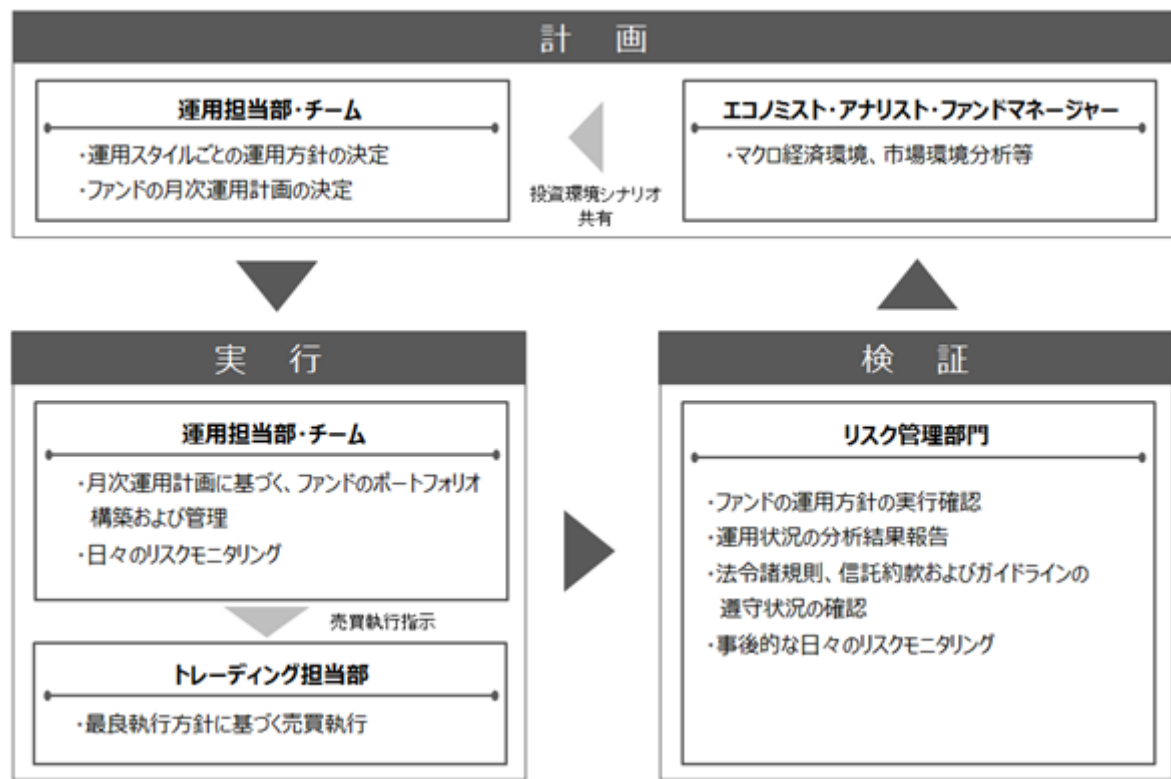 計 画
運用担当部・チーム
・運用スタイルごとの運用方針の決定
・ファンドの月次運用計画の決定
投資環境シナリオ
共有
エコノミスト・アナリスト・ファンドマネージャー
・マクロ経済環境、市場環境分析等
実 行
運用担当部・チーム
・月次運用計画に基づく、ファンドのポートフォリオ
構築および管理
・日々のリスクモニタリング
売買執行指示
トレーディング担当部
・最良執行方針に基づく売買執行
検 証
リスク管理部門
・ファンドの運用方針の実行確認
・運用状況の分析結果報告
・法令諸規則、信託約款およびガイドラインの
遵守状況の確認
・事後的な日々のリスクモニタリング